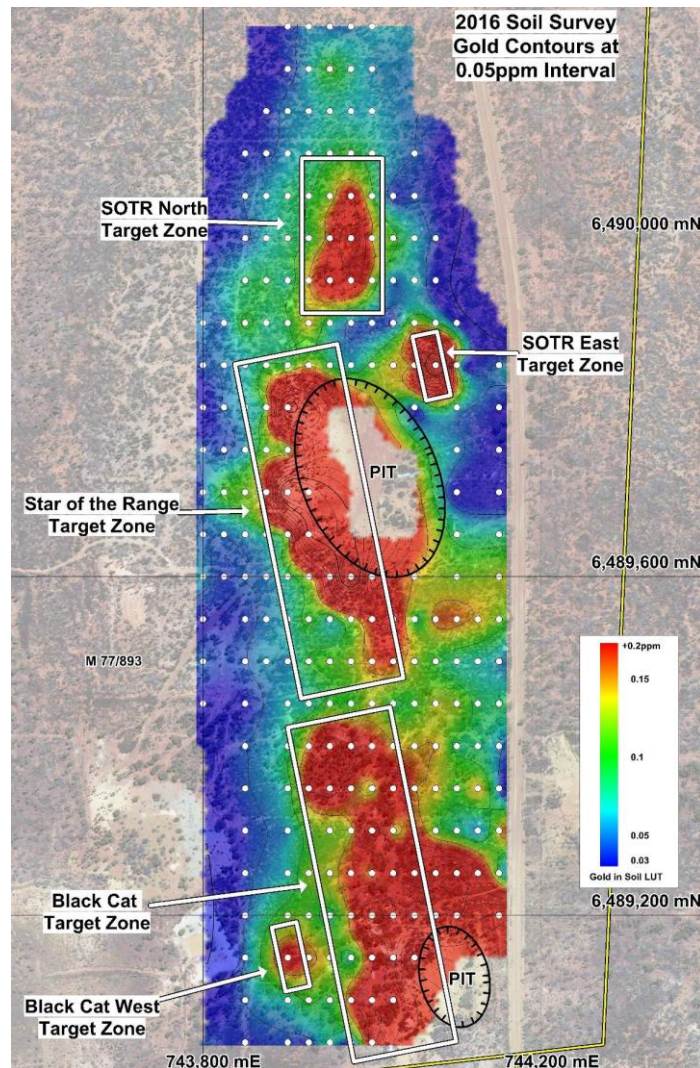 2016 Soil Survey
Gold Contours at
0.05ppm Interval
SOTR North
Target Zone
6,490,000 mN
SOTR East
Target Zone
PIT
Star of the Range
Target Zone
6,489,600 mN
M 77/893
+0.2ppm
0.15
0.1
0.05
0.03
Gold in Soil LUT
Black Cat
Target Zone
6,489,200 mN
PIT
Black Cat West
Target Zone
743,800 mE
744,200 mE